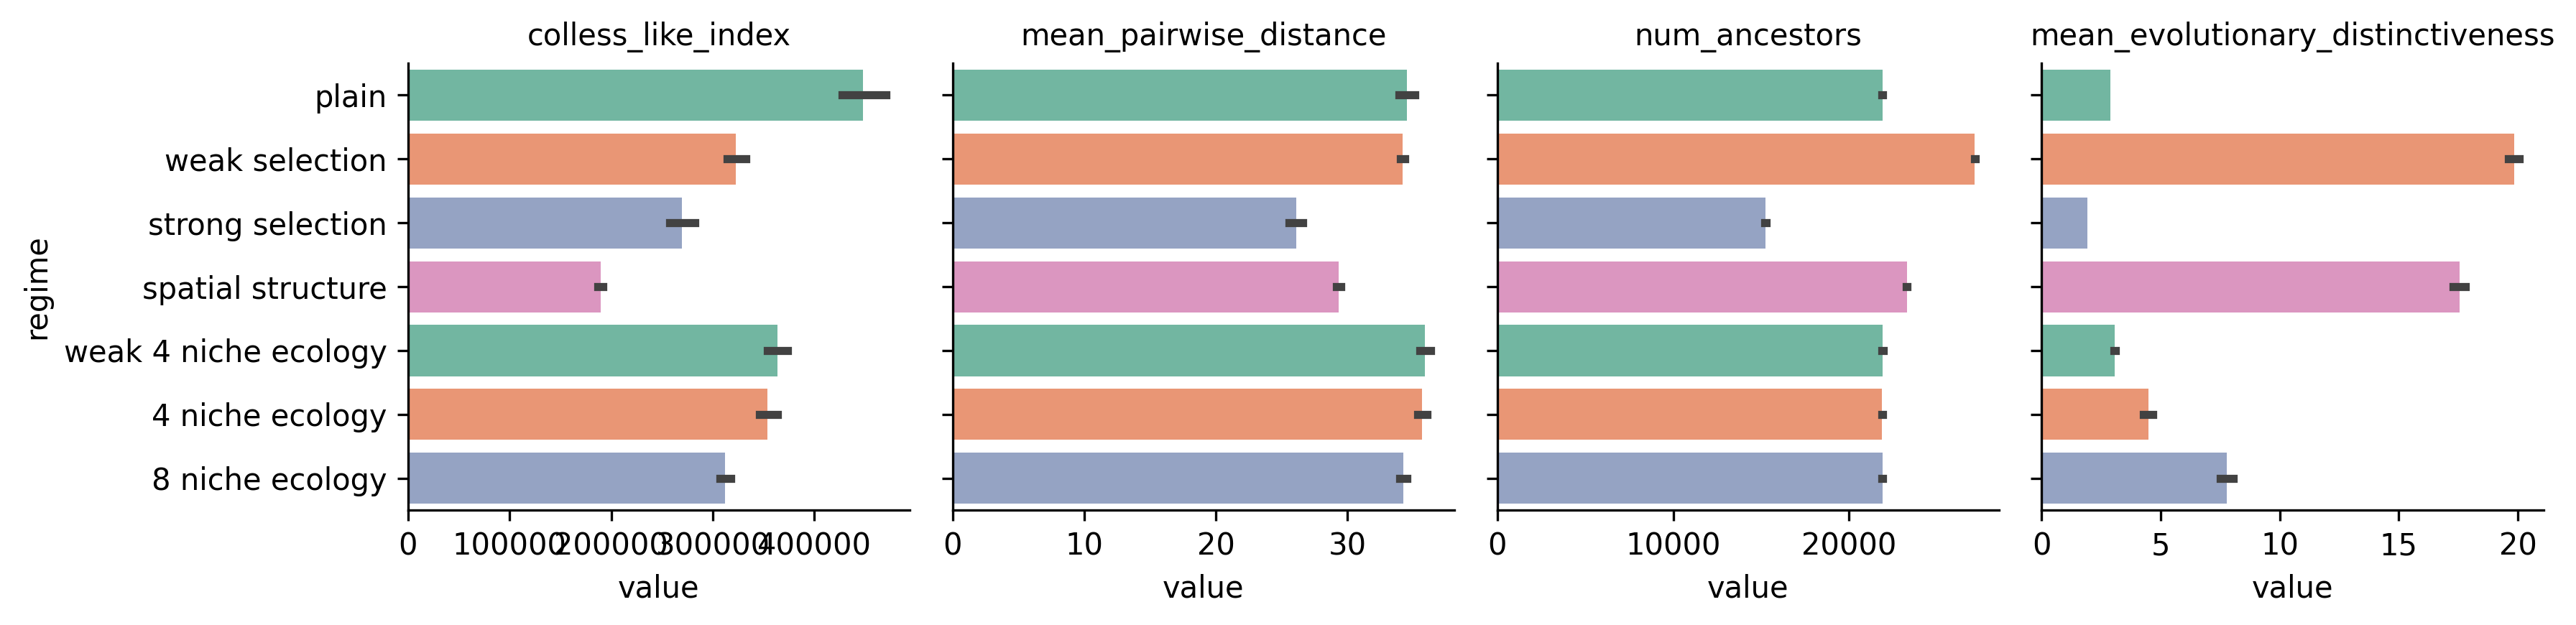 colless_like_index
mean_pairwise_distance
num_ancestors
mean_evolutionary_distinctiveness
regime
plain
weak selection
strong selection
spatial structure
weak 4 niche ecology
4 niche ecology
8 niche ecology
0 100000 200000 300000 400000
0 10 20 30
0 10000 20000
0 5 10 15 20
value
value
value
value